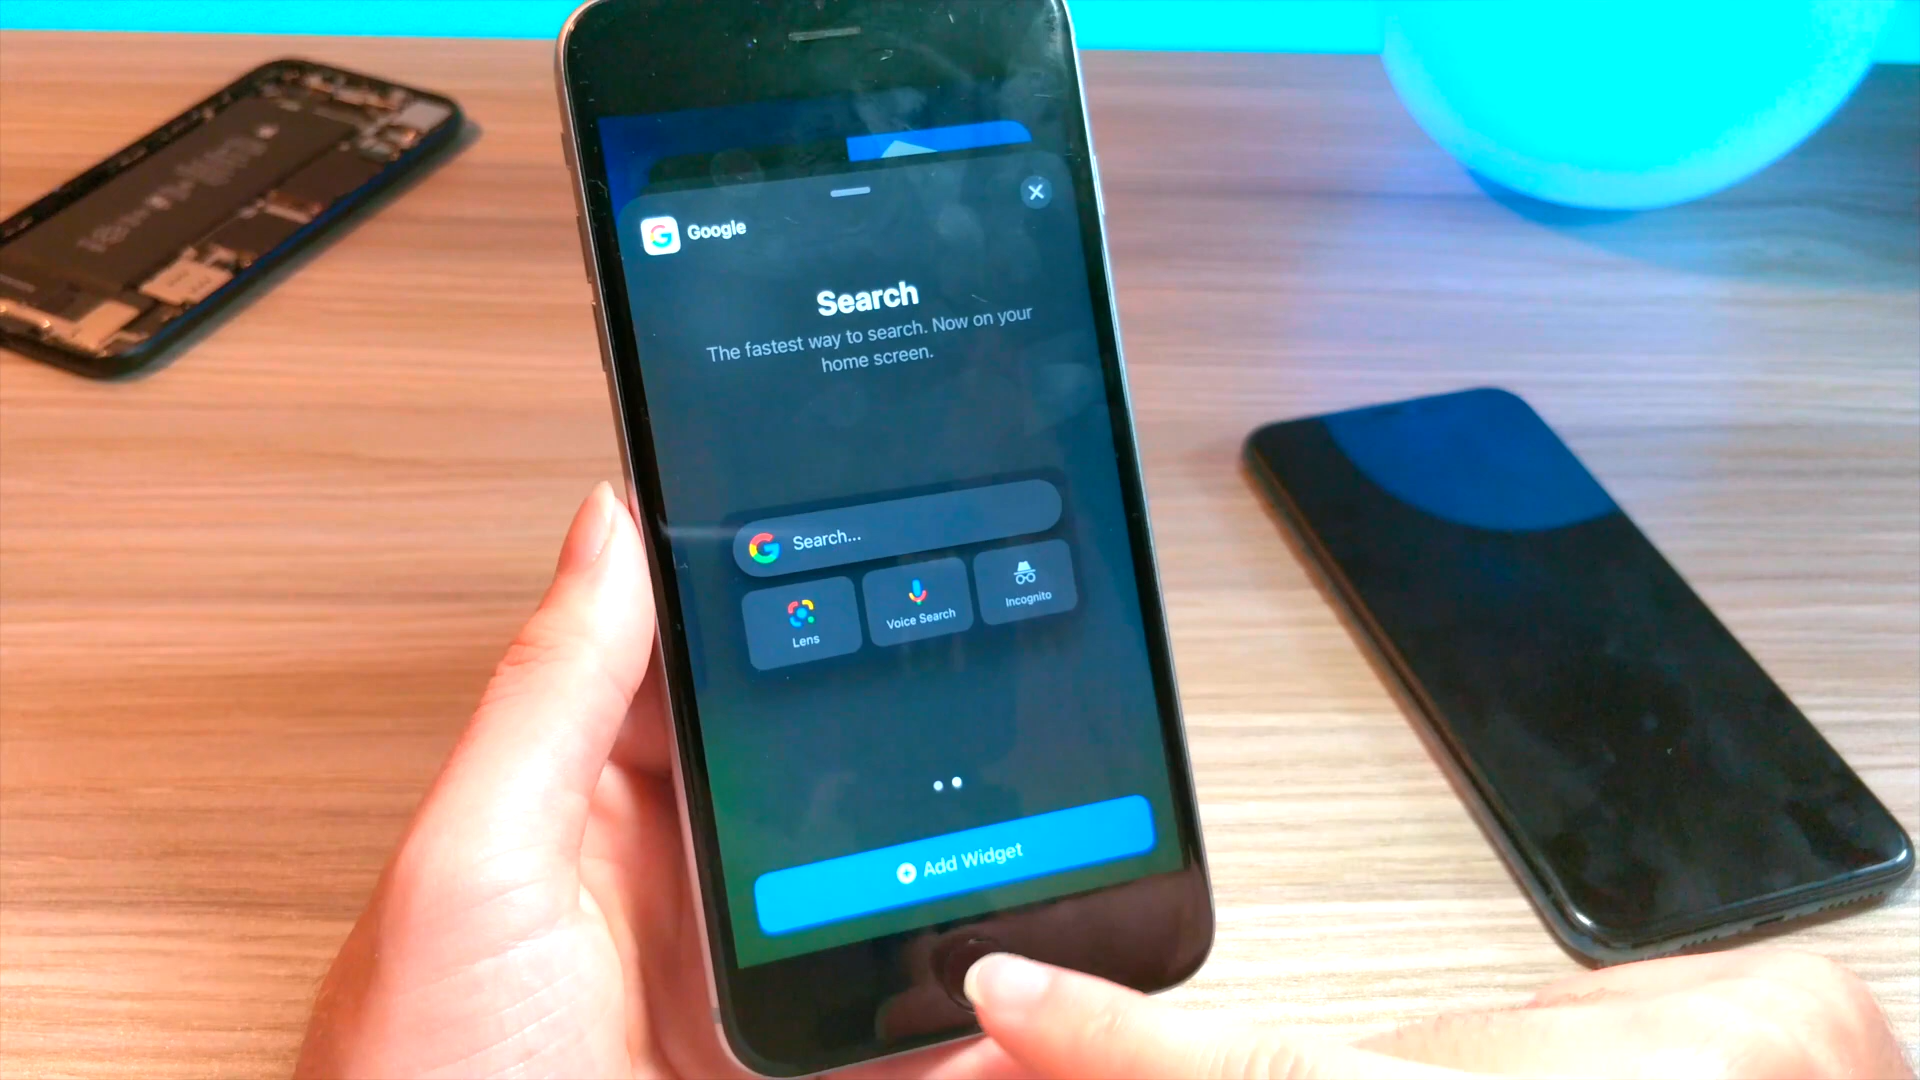 Google
Search
The fastest way to search. Now on your
home screen.
Search...
Lens
Voice Search
Incognito
Add Widget